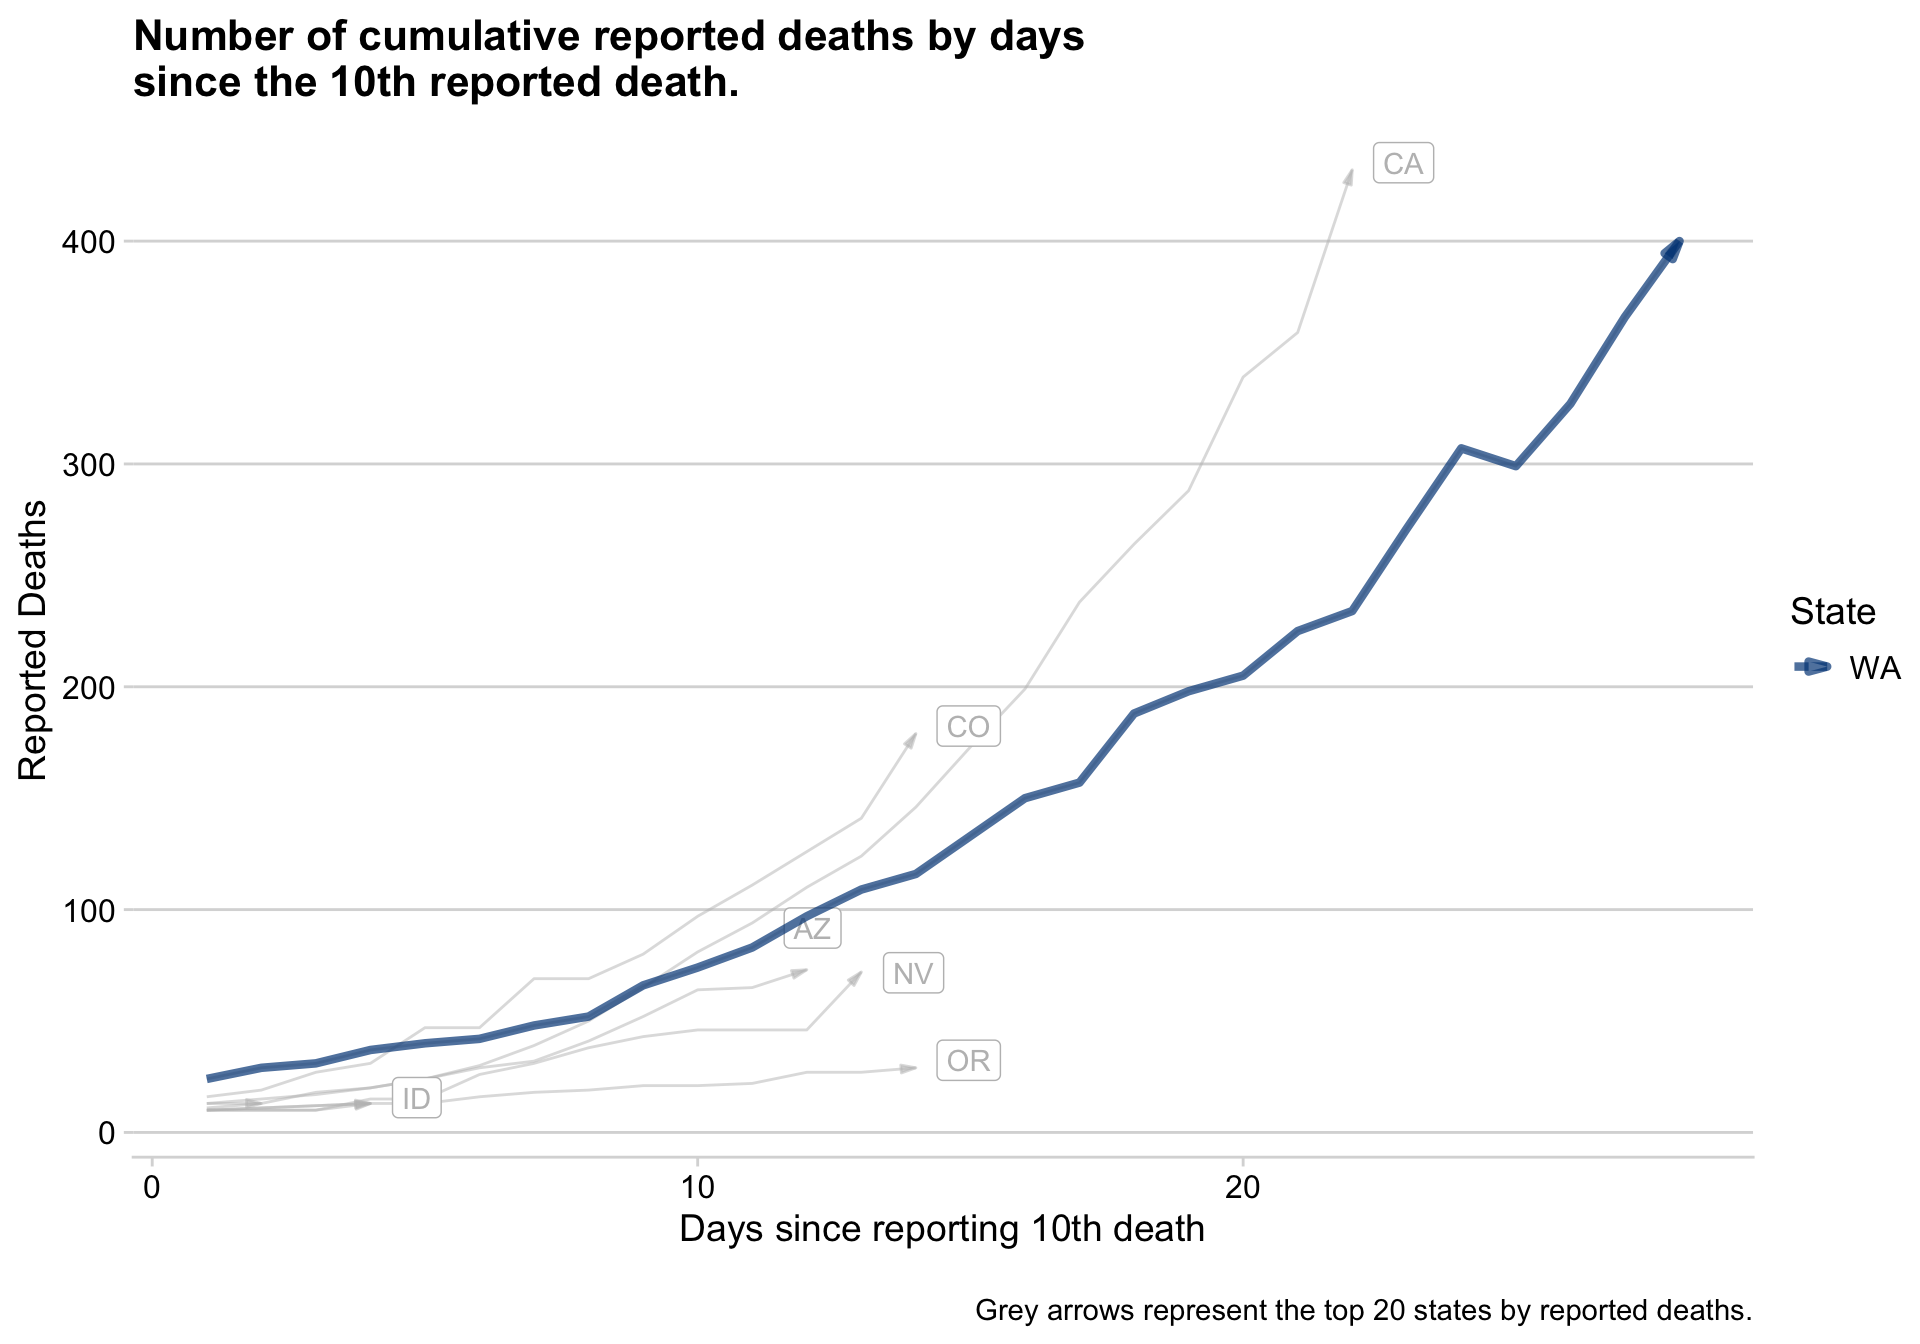 Number of cumulative reported deaths by days
since the 10th reported death.
CA
400
300
Reported Deaths
State
WA
200
CO
100
AZ
NV
OR
ID
0
0
10
20
Days since reporting 10th death
Grey arrows represent the top 20 states by reported deaths.